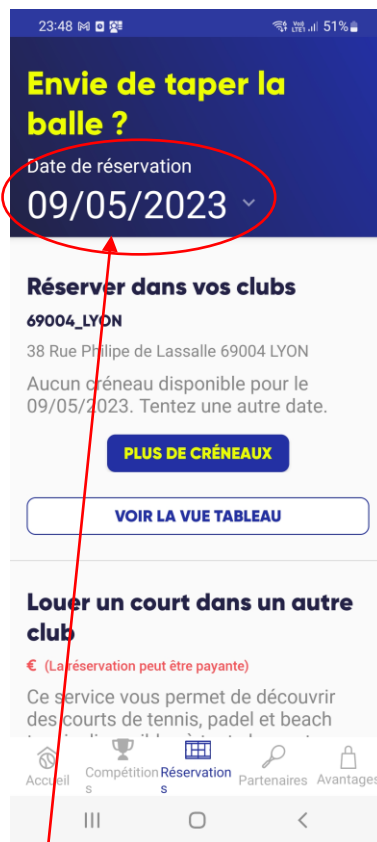 23:48 51%
Envie de taper la
balle ?
Date de réservation
09/05/2023
Réserver dans vos clubs
69004_LYON
38 Rue Philipe de Lassalle 69004 LYON
Aucun créneau disponible pour le
09/05/2023. Tentez une autre date.
PLUS DE CRÉNEAUX
VOIR LA VUE TABLEAU
Louer un court dans un autre
club
€ (La réservation peut être payante)
Ce service vous permet de découvrir
des courts de tennis, padel et beach
Accueil Compétition Réservation Partenaires Avantages
s s